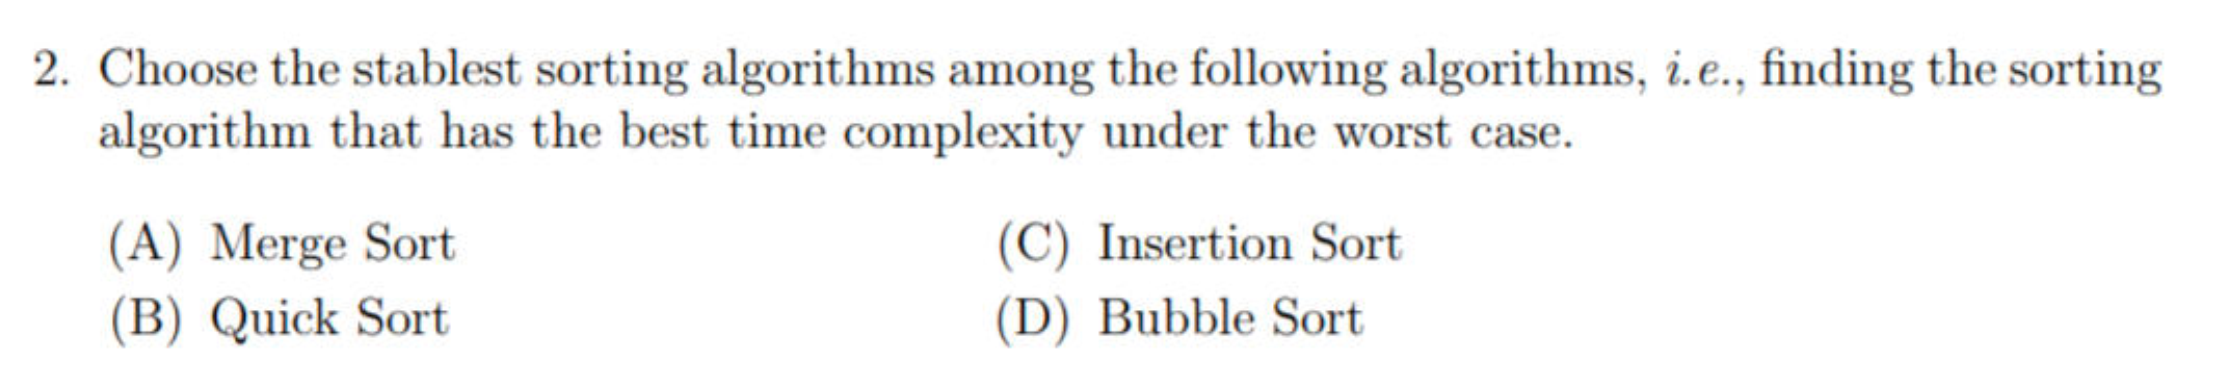 2. Choose the stablest sorting algorithms among the following algorithms, i.e., finding the sorting
algorithm that has the best time complexity under the worst case.
(A) Merge Sort
(B) Quick Sort
(C) Insertion Sort
(D) Bubble Sort